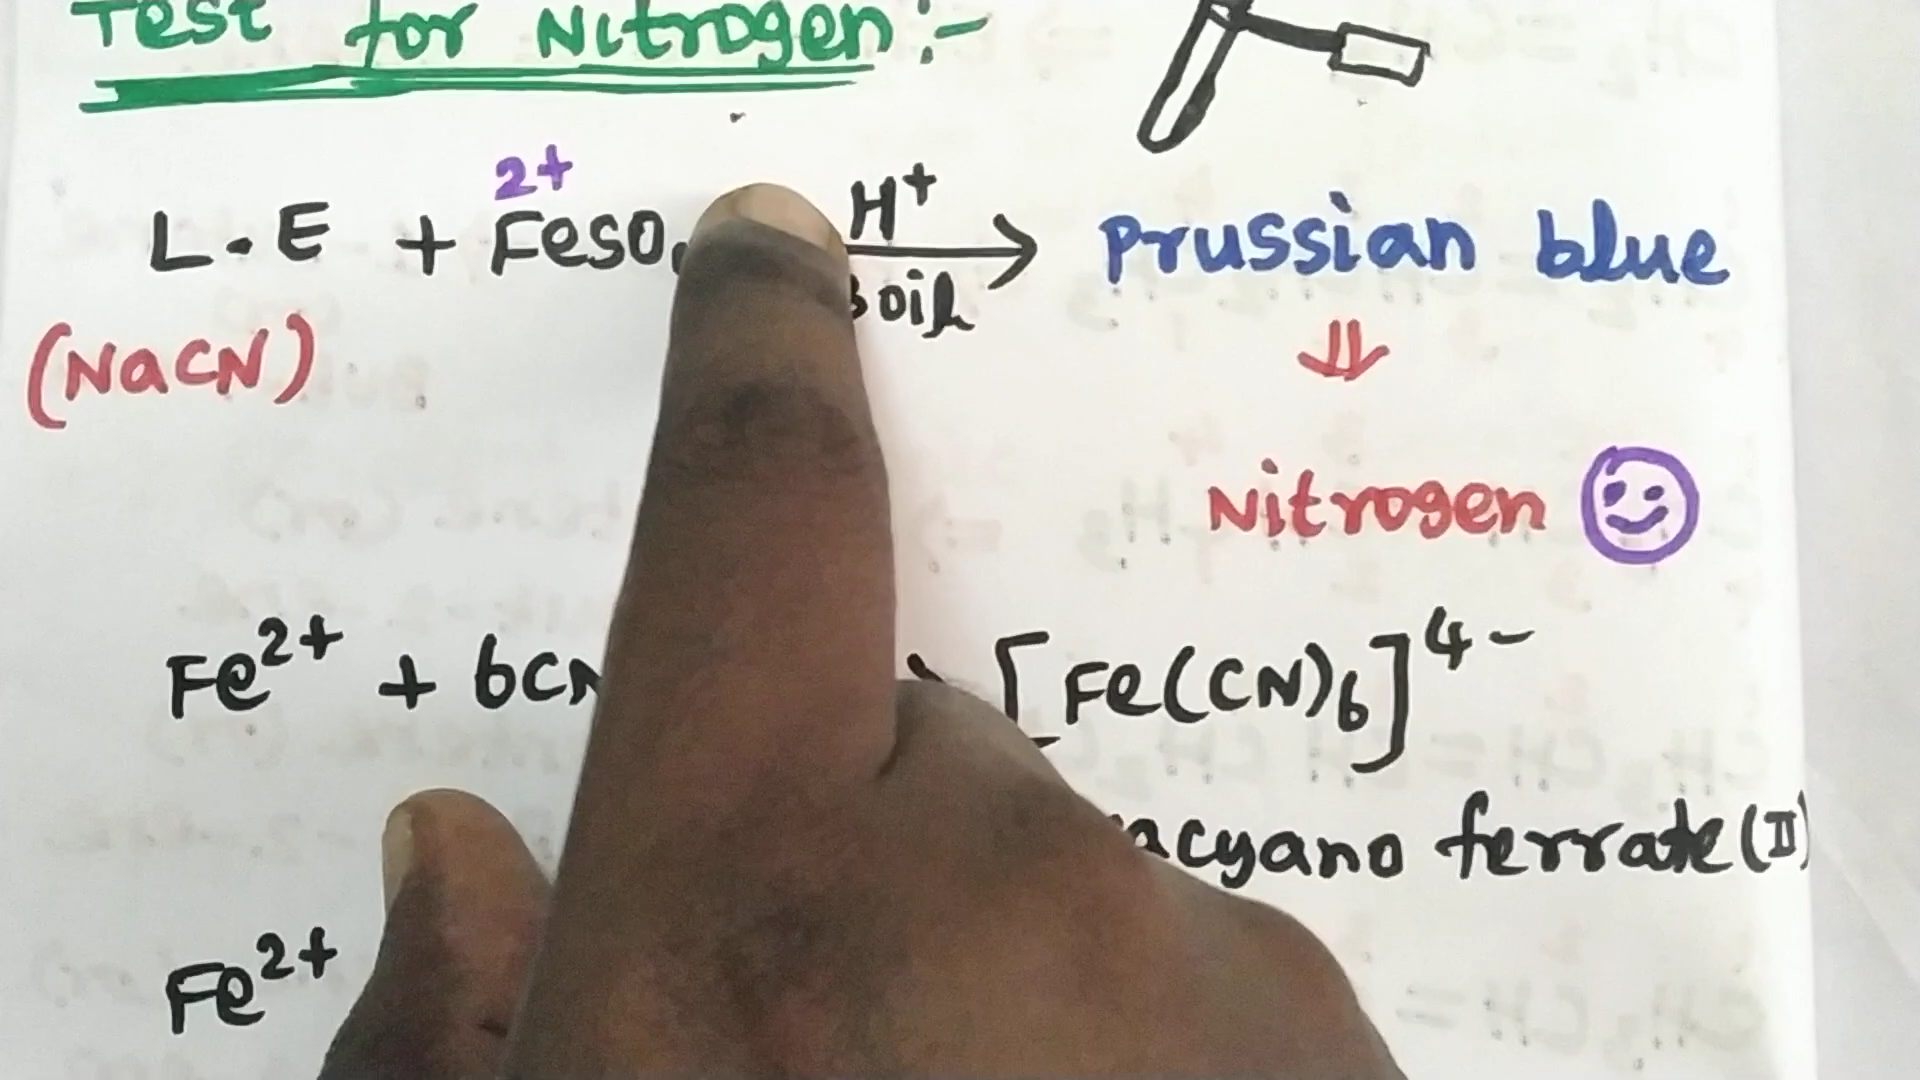 Test for Nitrogen:-
2+
L.E + FeSO H+ → Prussian blue
boil
(NaCN) ⇓
Nitrogen
Fe2+ + 6CN [Fe(CN)6]4-
acyano ferrate (II)
Fe2+